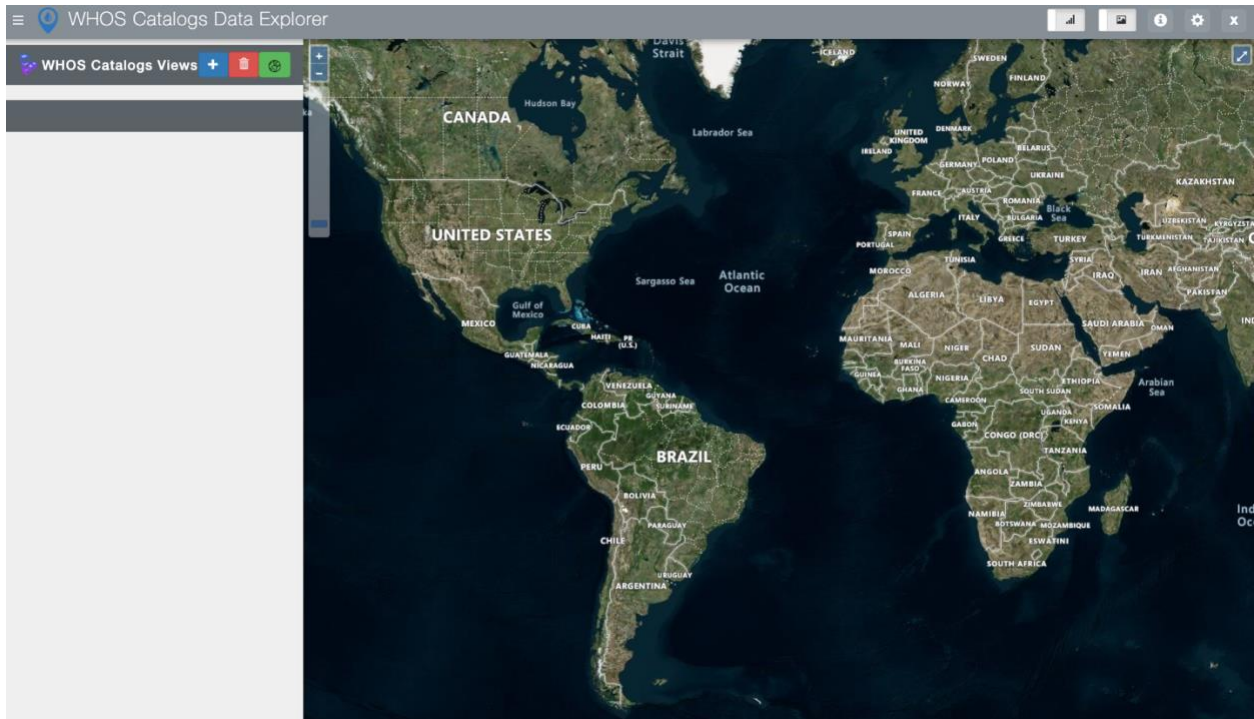 WHOS Catalogs Data Explorer
WHOS Catalogs Views
Davis
Strait
ICELAND
SWEDEN
NORWAY
FINLAND
Hudson Bay
CANADA
Labrador Sea
UNITED
KINGDOM
DENMARK
IRELAND
BELARUS
GERMANY
POLAND
UKRAINE
KAZAKHSTAN
FRANCE
AUSTRIA
ROMANIA
ITALY
BULGARIA
Black
Sea
UZBEKISTAN
KYRGYZSTA
UNITED STATES
SPAIN
PORTUGAL
GREECE
TURKEY
TURKMENISTAN
TAJIKISTAN
Sargasso Sea
Atlantic
Ocean
TUNISIA
SYRIA
MOROCCO
IRAQ
IRAN
AFGHANISTAN
PAKISTAN
ALGERIA
LIBYA
EGYPT
Gulf of
Mexico
MEXICO
CUBA
HAITI
PR
(U.S.)
SAUDI ARABIA
OMAN
IND
MAURITANIA
MALI
NIGER
SUDAN
CHAD
YEMEN
GUATEMALA
NICARAGUA
BURKINA
FASO
GUINEA
GHANA
NIGERIA
ETHIOPIA
SOUTH SUDAN
Arabian
Sea
VENEZUELA
GUYANA
SURINAME
COLOMBIA
CAMEROON
UGANDA
SOMALIA
KENYA
ECUADOR
GABON
CONGO (DRC)
TANZANIA
PERU
BRAZIL
ANGOLA
ZAMBIA
BOLIVIA
ZIMBABWE
MADAGASCAR
NAMIBIA
BOTSWANA
MOZAMBIQUE
Ind
Oc
PARAGUAY
CHILE
ESWATINI
SOUTH AFRICA
URUGUAY
ARGENTINA